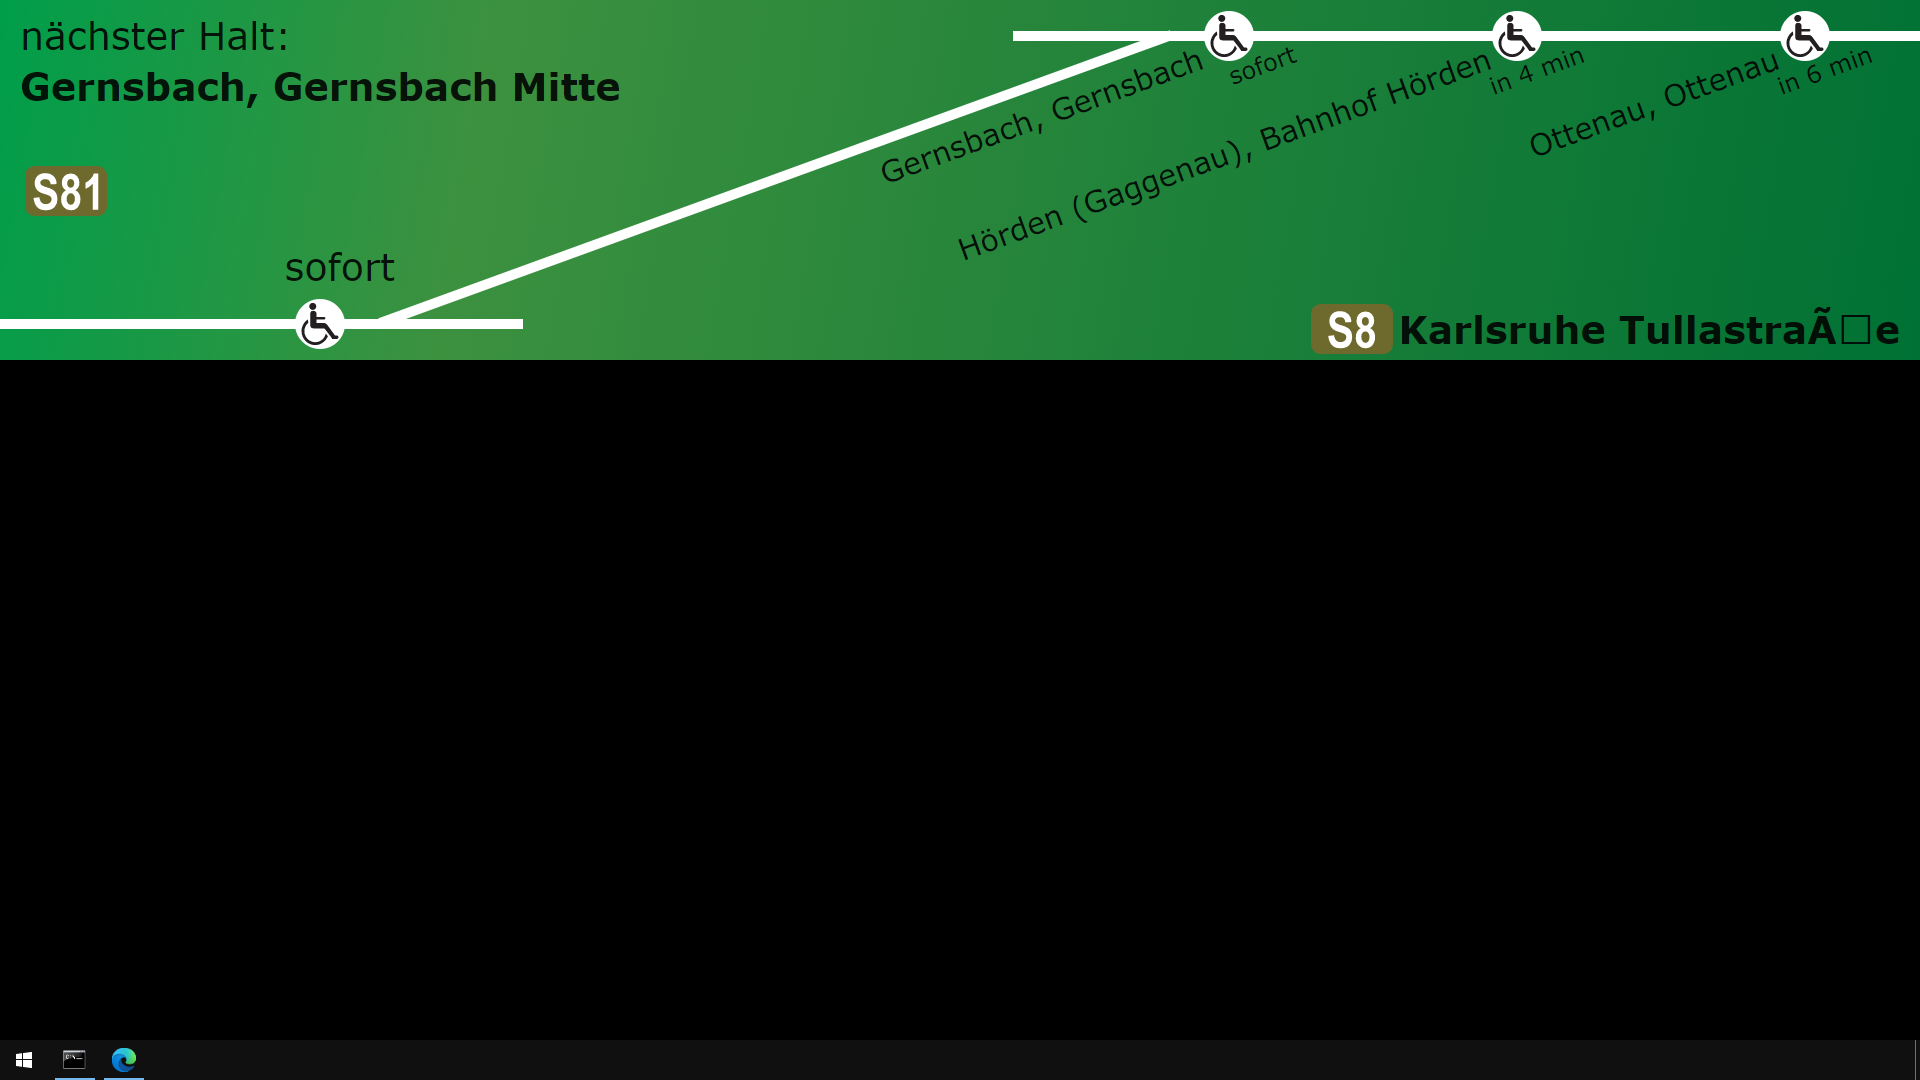 nächster Halt:
Gernsbach, Gernsbach Mitte
S81
sofort
Gernsbach, Gernsbach
sofort
Hörden (Gaggenau), Bahnhof Hörden
in 4 min
Ottenau, Ottenau
in 6 min
S8 Karlsruhe TullastraÃ□e